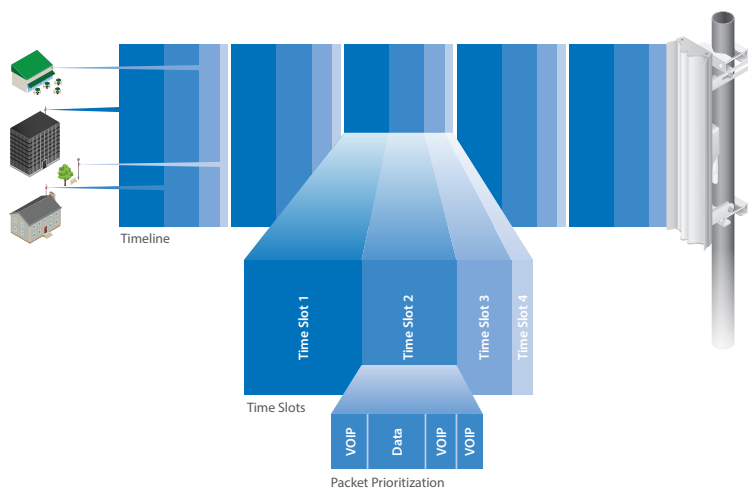 Timeline
Time Slot 1
Time Slot 2
Time Slot 3
Time Slot 4
Time Slots
VOIP
Data
VOIP
VOIP
Packet Prioritization